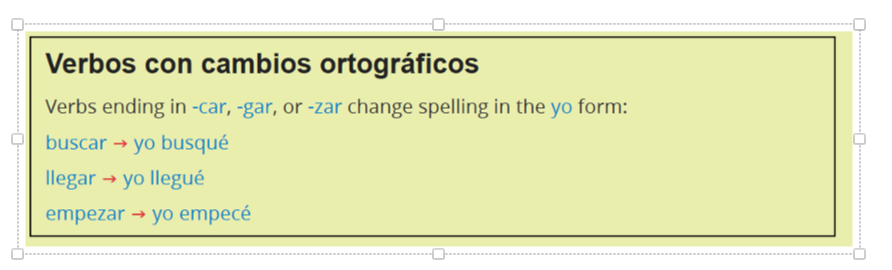 Verbos con cambios ortográficos
Verbs ending in -car, -gar, or -zar change spelling in the yo form:
buscar → yo busqué
llegar → yo llegué
empezar → yo empecé